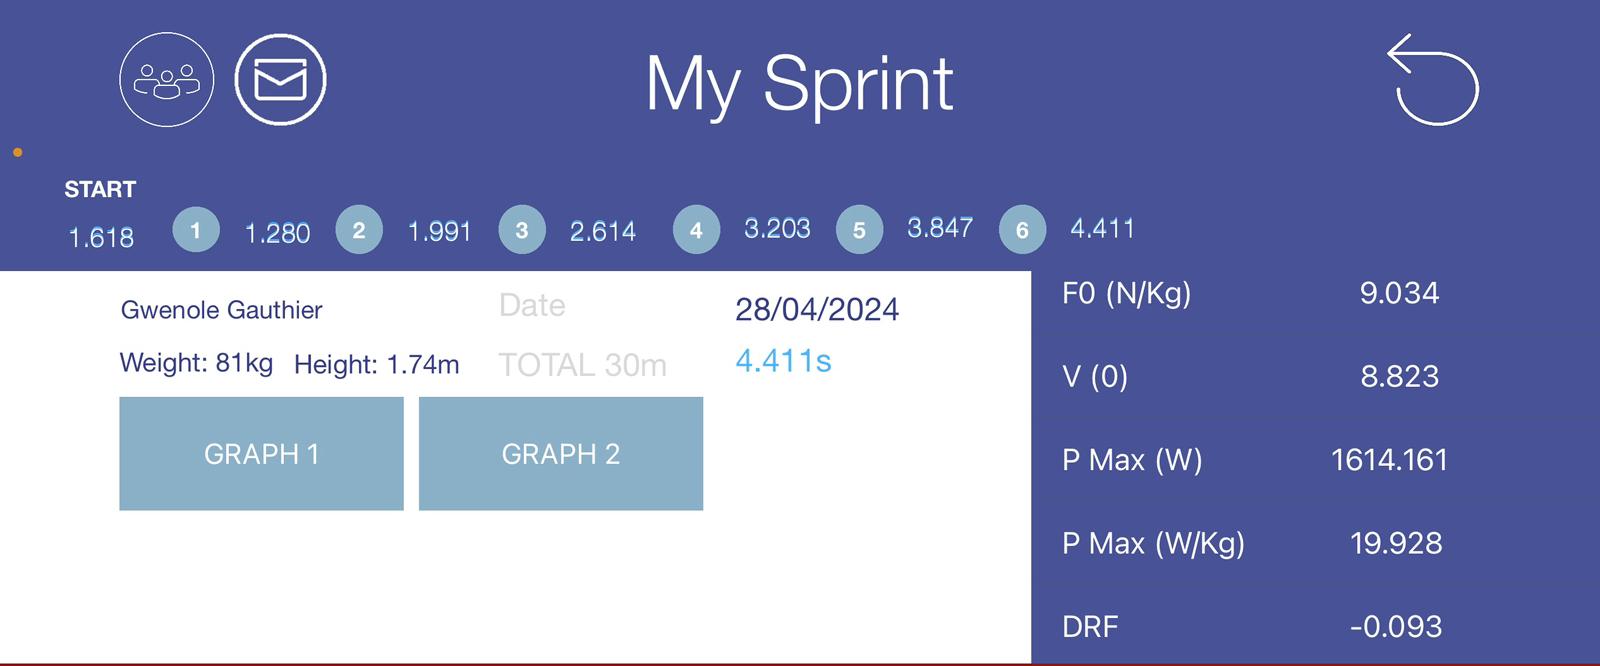 My Sprint
START
1.618 1 1.280 2 1.991 3 2.614 4 3.203 5 3.847 6 4.411
Gwenole Gauthier Date 28/04/2024
Weight: 81kg Height: 1.74m TOTAL 30m 4.411s
GRAPH 1 GRAPH 2
F0 (N/Kg) 9.034
V (0) 8.823
P Max (W) 1614.161
P Max (W/Kg) 19.928
DRF -0.093